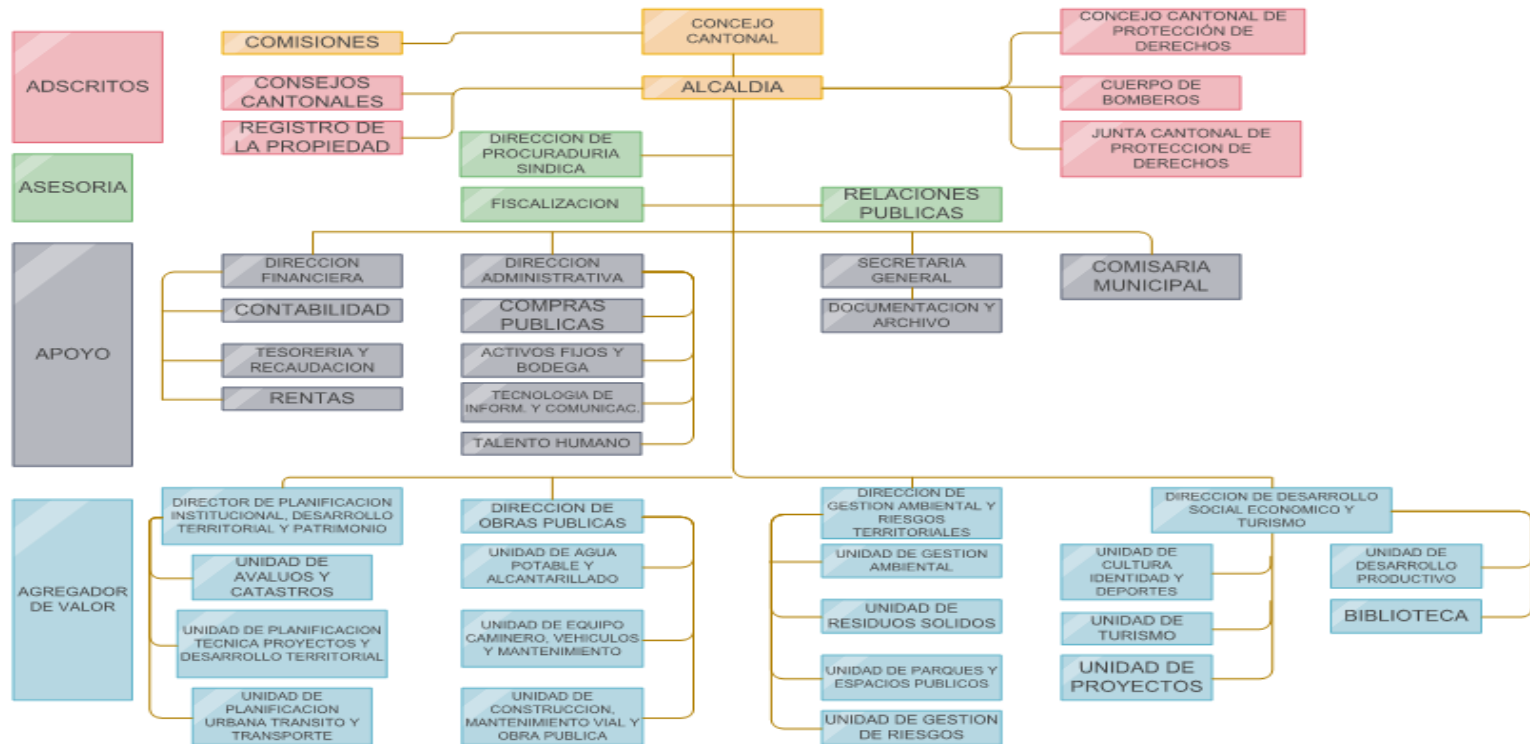 CONCEJO
CANTONAL
COMISIONES
CONCEJO CANTONAL DE
PROTECCIÓN DE
DERECHOS
ADSCRITOS
CONSEJOS
CANTONALES
ALCALDIA
CUERPO DE
BOMBEROS
REGISTRO DE
LA PROPIEDAD
JUNTA CANTONAL DE
PROTECCION DE
DERECHOS
ASESORIA
DIRECCION DE
PROCURADURIA
SINDICA
FISCALIZACION
RELACIONES
PUBLICAS
APOYO
DIRECCION
FINANCIERA
CONTABILIDAD
TESORERIA Y
RECAUDACION
RENTAS
DIRECCION
ADMINISTRATIVA
COMPRAS
PUBLICAS
ACTIVOS FIJOS Y
BODEGA
TECNOLOGIA DE
INFORM. Y COMUNICAC.
TALENTO HUMANO
SECRETARIA
GENERAL
DOCUMENTACION Y
ARCHIVO
COMISARIA
MUNICIPAL
AGREGADOR
DE VALOR
DIRECTOR DE PLANIFICACION
INSTITUCIONAL, DESARROLLO
TERRITORIAL Y PATRIMONIO
UNIDAD DE
AVALUOS Y
CATASTROS
UNIDAD DE PLANIFICACION
TECNICA PROYECTOS Y
DESARROLLO TERRITORIAL
UNIDAD DE
PLANIFICACION
URBANA TRANSITO Y
TRANSPORTE
DIRECCION DE
OBRAS PUBLICAS
UNIDAD DE AGUA
POTABLE Y
ALCANTARILLADO
UNIDAD DE EQUIPO
CAMINERO, VEHICULOS
Y MANTENIMIENTO
UNIDAD DE
CONSTRUCCION,
MANTENIMIENTO VIAL Y
OBRA PUBLICA
DIRECCION DE
GESTION AMBIENTAL Y
RIESGOS
TERRITORIALES
UNIDAD DE GESTION
AMBIENTAL
UNIDAD DE
RESIDUOS SOLIDOS
UNIDAD DE PARQUES Y
ESPACIOS PUBLICOS
UNIDAD DE GESTION
DE RIESGOS
DIRECCION DE DESARROLLO
SOCIAL ECONOMICO Y
TURISMO
UNIDAD DE
CULTURA
IDENTIDAD Y
DEPORTES
UNIDAD DE
TURISMO
UNIDAD DE
PROYECTOS
UNIDAD DE
DESARROLLO
PRODUCTIVO
BIBLIOTECA